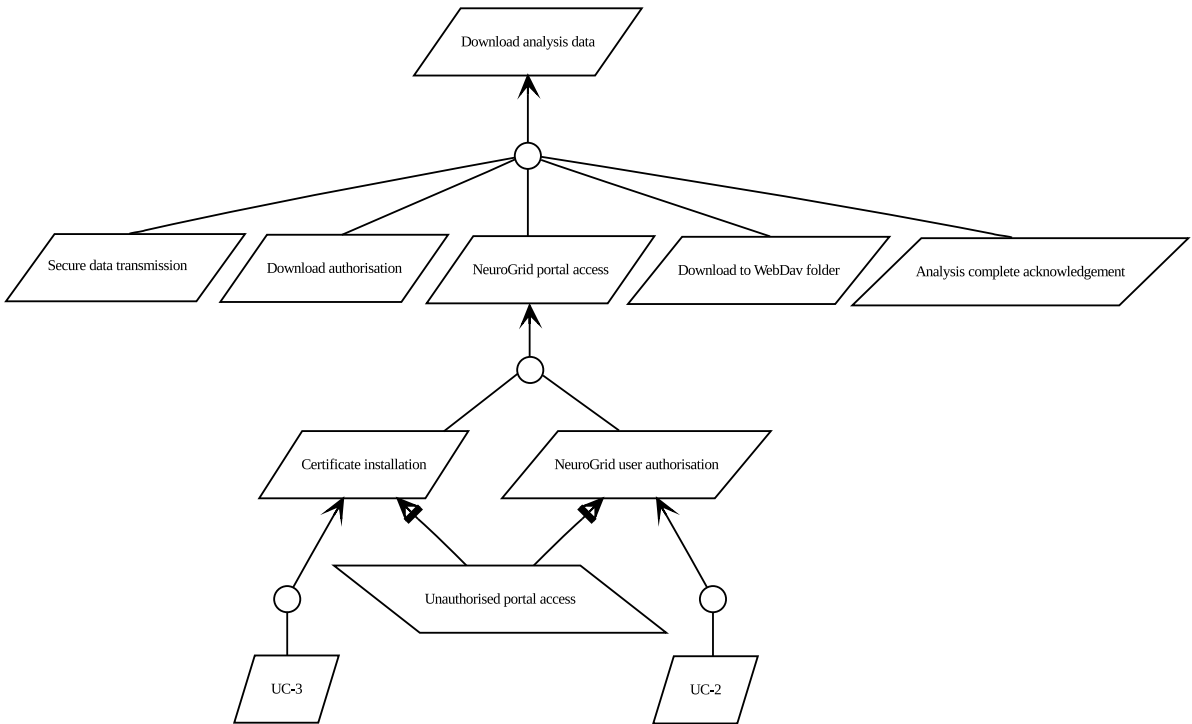 Download analysis data
Secure data transmission
Download authorisation
NeuroGrid portal access
Download to WebDav folder
Analysis complete acknowledgement
Certificate installation
NeuroGrid user authorisation
Unauthorised portal access
UC-3
UC-2